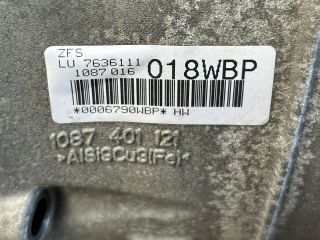 ZFS
LU 7636111
1087 016 018WBP
*0006790WBP* HW
1087 401 121
>AlSi9Cu3(Fe)<